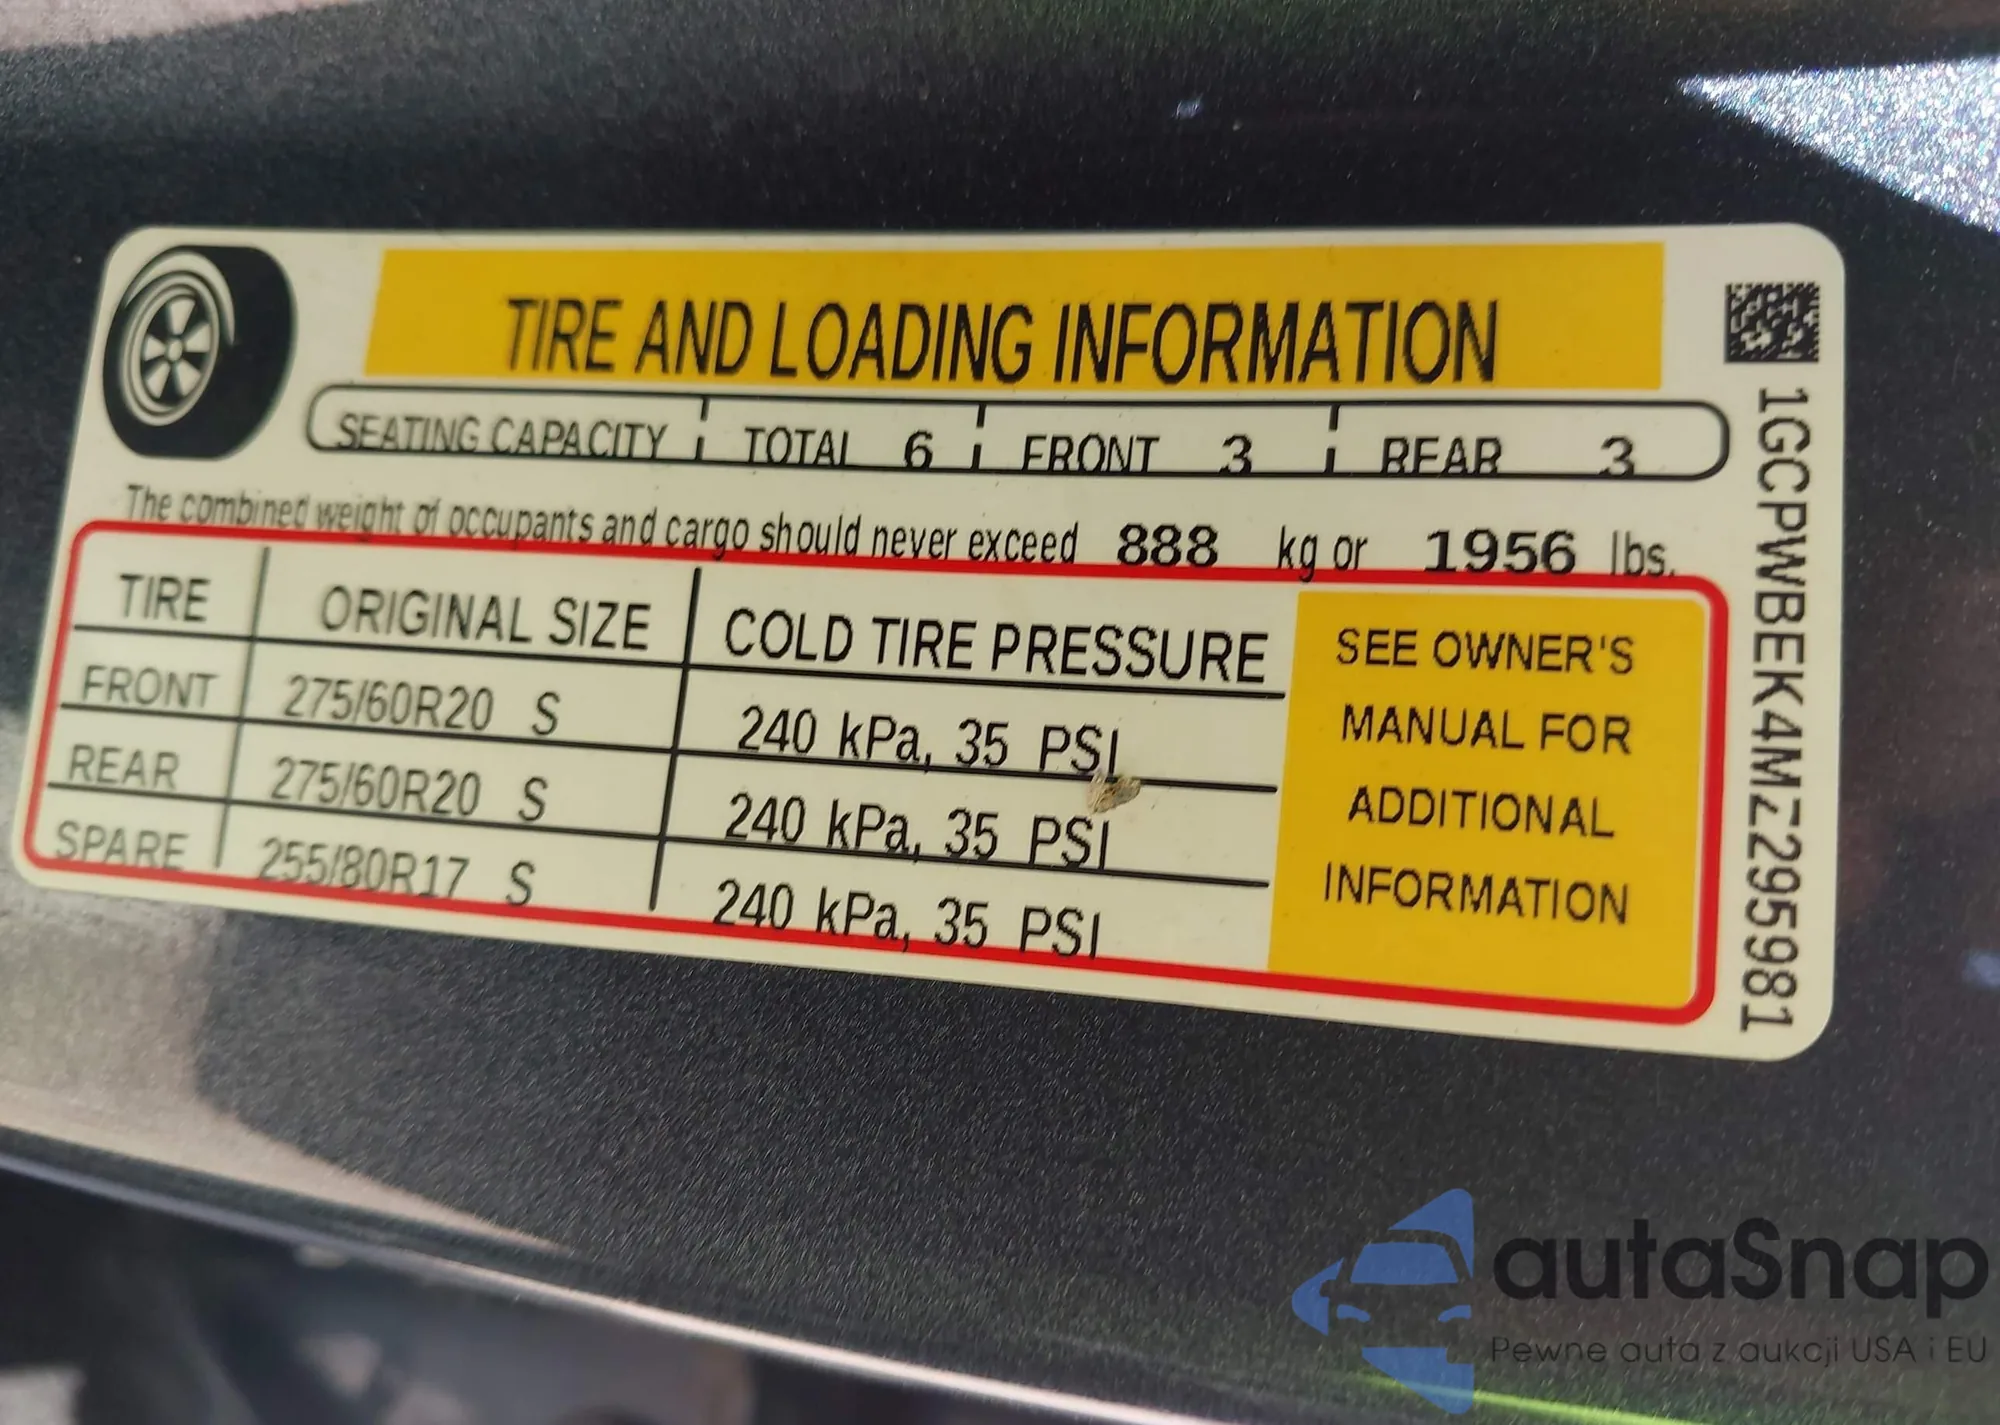 TIRE AND LOADING INFORMATION
SEATING CAPACITY TOTAL 6 FRONT 3 REAR 3
The combined weight of occupants and cargo should never exceed 888 kg or 1956 lbs.
TIRE ORIGINAL SIZE COLD TIRE PRESSURE
FRONT 275/60R20 S 240 kPa, 35 PSI
REAR 275/60R20 S 240 kPa, 35 PSI
SPARE 255/80R17 S 240 kPa, 35 PSI
SEE OWNER'S
MANUAL FOR
ADDITIONAL
INFORMATION
1GCPWBEK4MZ295981
autaSnap
Pewne auta z aukcji USA i EU